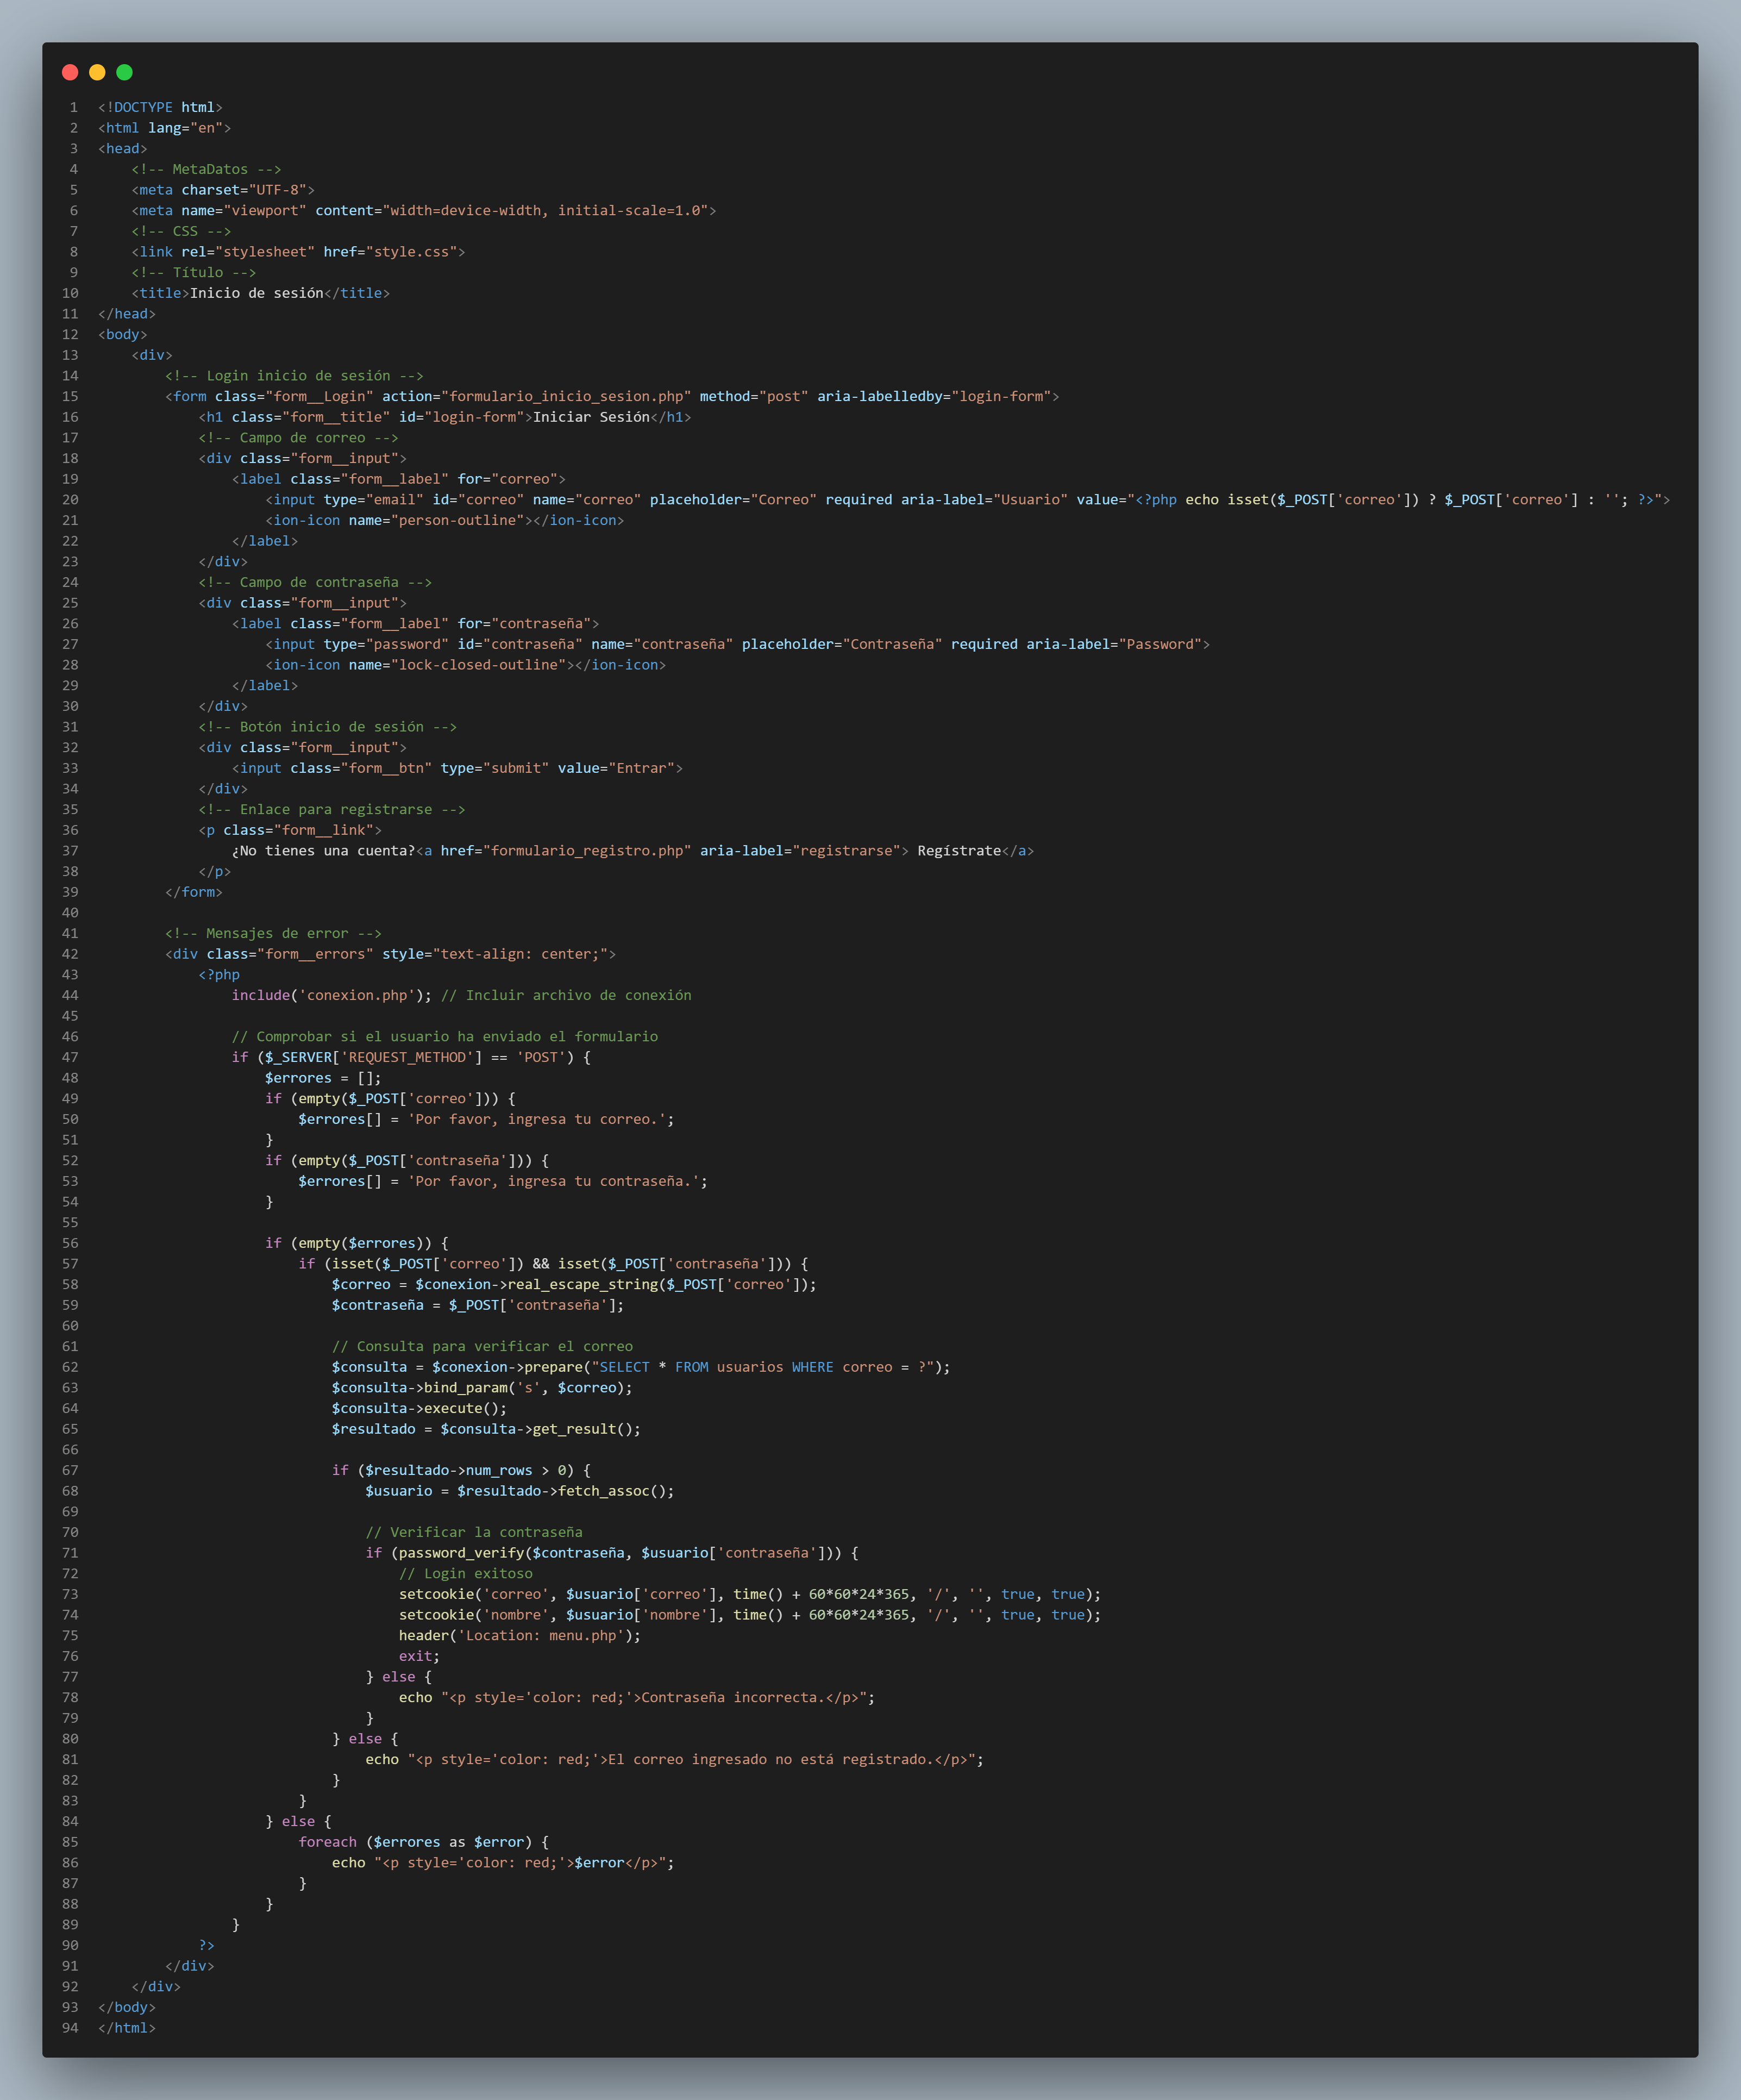 1 <!DOCTYPE html>
2 <html lang="en">
3 <head>
4     <!-- MetaDatos -->
5     <meta charset="UTF-8">
6     <meta name="viewport" content="width=device-width, initial-scale=1.0">
7     <!-- CSS -->
8     <link rel="stylesheet" href="style.css">
9     <!-- Título -->
10     <title>Inicio de sesión</title>
11 </head>
12 <body>
13     <div>
14         <!-- Login inicio de sesión -->
15         <form class="form__Login" action="formulario_inicio_sesion.php" method="post" aria-labelledby="login-form">
16             <h1 class="form__title" id="login-form">Iniciar Sesión</h1>
17             <!-- Campo de correo -->
18             <div class="form__input">
19                 <label class="form__label" for="correo">
20                     <input type="email" id="correo" name="correo" placeholder="Correo" required aria-label="Usuario" value="<?php echo isset($_POST['correo']) ? $_POST['correo'] : ''; ?>">
21                     <ion-icon name="person-outline"></ion-icon>
22                 </label>
23             </div>
24             <!-- Campo de contraseña -->
25             <div class="form__input">
26                 <label class="form__label" for="contraseña">
27                     <input type="password" id="contraseña" name="contraseña" placeholder="Contraseña" required aria-label="Password">
28                     <ion-icon name="lock-closed-outline"></ion-icon>
29                 </label>
30             </div>
31             <!-- Botón inicio de sesión -->
32             <div class="form__input">
33                 <input class="form__btn" type="submit" value="Entrar">
34             </div>
35             <!-- Enlace para registrarse -->
36             <p class="form__link">
37                 ¿No tienes una cuenta?<a href="formulario_registro.php" aria-label="registrarse"> Regístrate</a>
38             </p>
39         </form>
40
41         <!-- Mensajes de error -->
42         <div class="form__errors" style="text-align: center;">
43             <?php
44                 include('conexion.php'); // Incluir archivo de conexión
45
46                 // Comprobar si el usuario ha enviado el formulario
47                 if ($_SERVER['REQUEST_METHOD'] == 'POST') {
48                     $errores = [];
49                     if (empty($_POST['correo'])) {
50                         $errores[] = 'Por favor, ingresa tu correo.';
51                     }
52                     if (empty($_POST['contraseña'])) {
53                         $errores[] = 'Por favor, ingresa tu contraseña.';
54                     }
55
56                     if (empty($errores)) {
57                         if (isset($_POST['correo']) && isset($_POST['contraseña'])) {
58                             $correo = $conexion->real_escape_string($_POST['correo']);
59                             $contraseña = $_POST['contraseña'];
60
61                             // Consulta para verificar el correo
62                             $consulta = $conexion->prepare("SELECT * FROM usuarios WHERE correo = ?");
63                             $consulta->bind_param('s', $correo);
64                             $consulta->execute();
65                             $resultado = $consulta->get_result();
66
67                             if ($resultado->num_rows > 0) {
68                                 $usuario = $resultado->fetch_assoc();
69
70                                 // Verificar la contraseña
71                                 if (password_verify($contraseña, $usuario['contraseña'])) {
72                                     // Login exitoso
73                                     setcookie('correo', $usuario['correo'], time() + 60*60*24*365, '/', '', true, true);
74                                     setcookie('nombre', $usuario['nombre'], time() + 60*60*24*365, '/', '', true, true);
75                                     header('Location: menu.php');
76                                     exit;
77                                 } else {
78                                     echo "<p style='color: red;'>Contraseña incorrecta.</p>";
79                                 }
80                             } else {
81                                 echo "<p style='color: red;'>El correo ingresado no está registrado.</p>";
82                             }
83                         }
84                     } else {
85                         foreach ($errores as $error) {
86                             echo "<p style='color: red;'>$error</p>";
87                         }
88                     }
89                 }
90             ?>
91         </div>
92     </div>
93 </body>
94 </html>